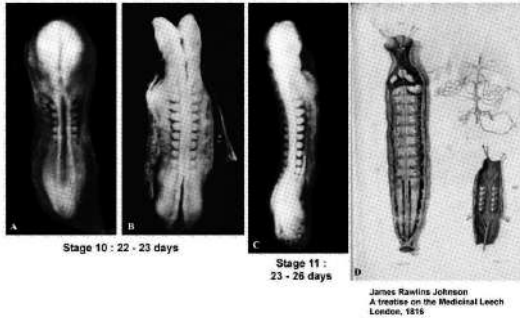 A
B
C
D
Stage 10 : 22 - 23 days
Stage 11 :
23 - 26 days
James Rawlins Johnson
A treatise on the Medicinal Leech
London, 1816